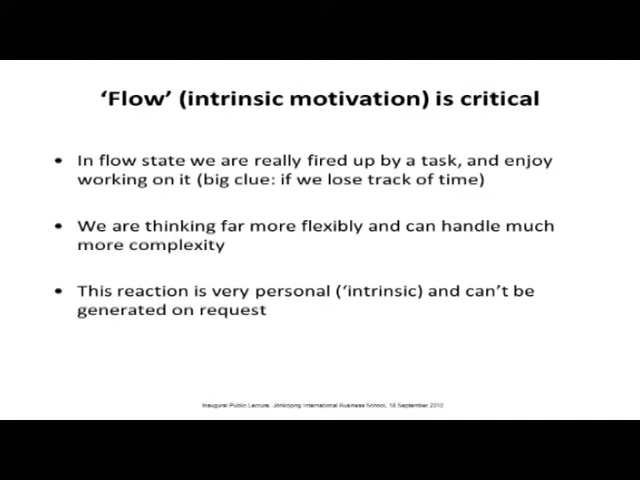 ‘Flow’ (intrinsic motivation) is critical
• In flow state we are really fired up by a task, and enjoy
working on it (big clue: if we lose track of time)
• We are thinking far more flexibly and can handle much
more complexity
• This reaction is very personal (‘intrinsic) and can’t be
generated on request
Inaugural Public Lecture, Jönköping International Business School, 16 September 2010